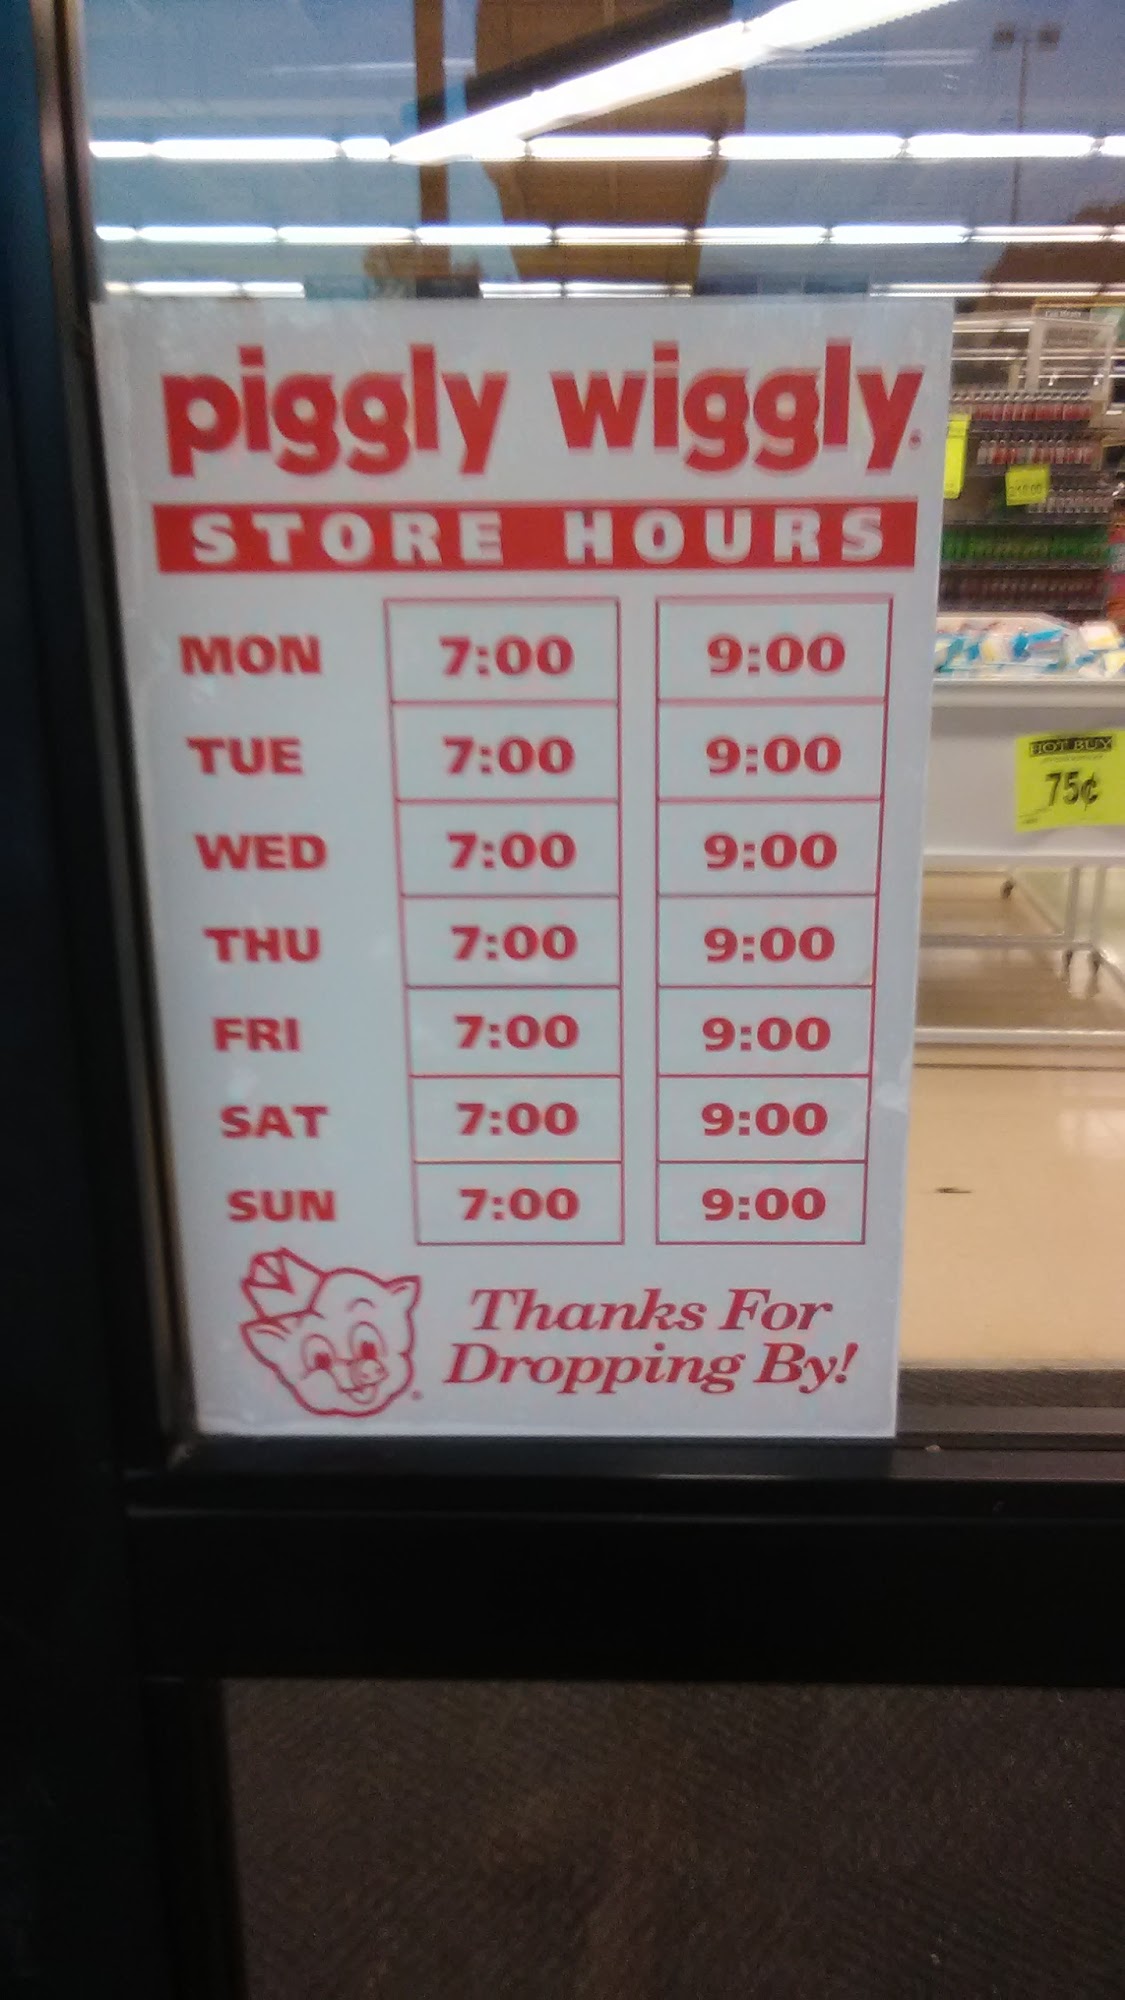 piggly wiggly
STORE HOURS
MON 7:00 9:00
TUE 7:00 9:00
WED 7:00 9:00
THU 7:00 9:00
FRI 7:00 9:00
SAT 7:00 9:00
SUN 7:00 9:00
Thanks For
Dropping By!
HOT BUY
75¢